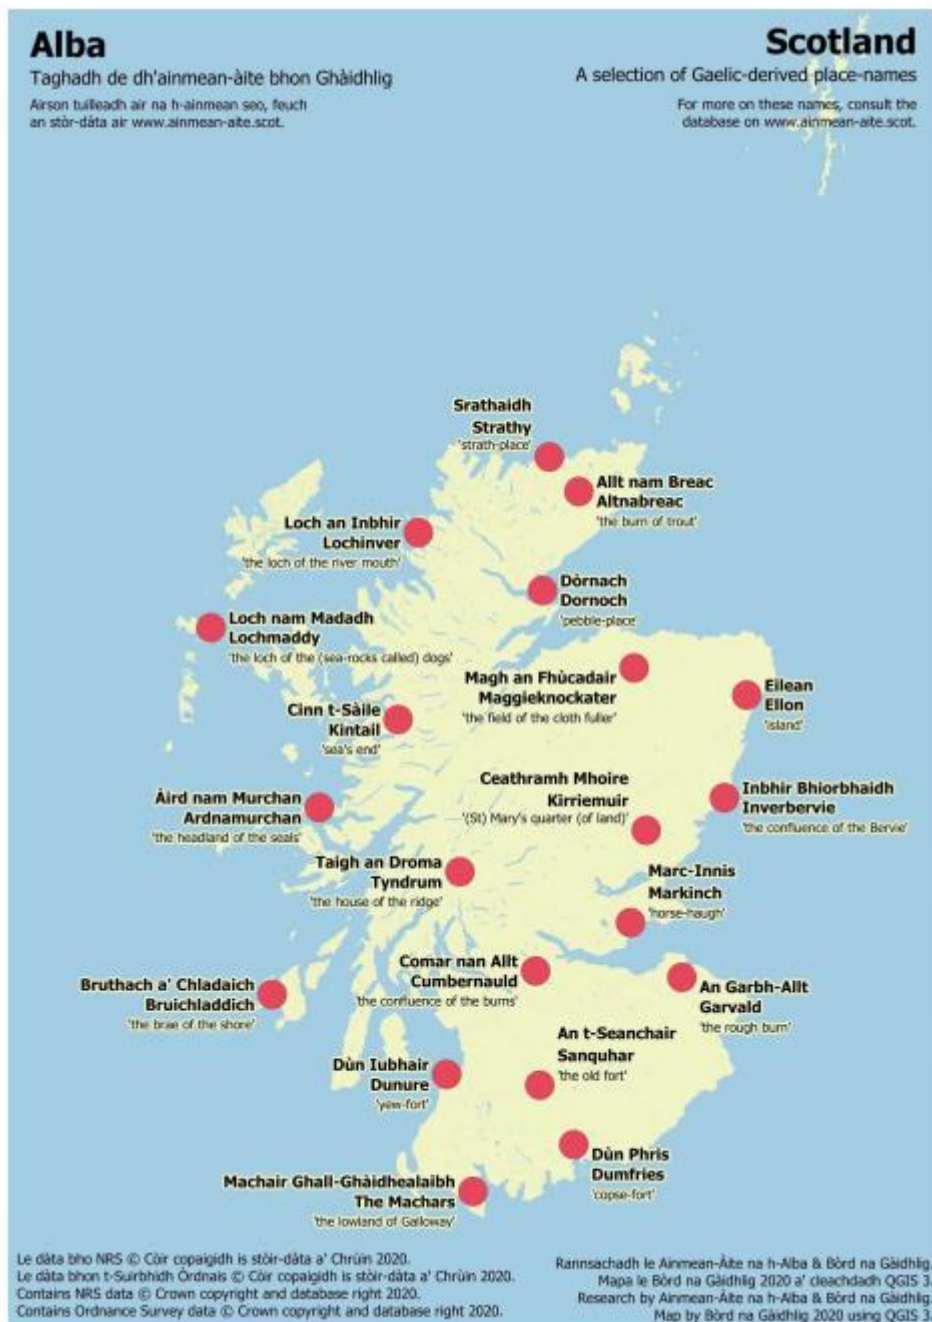 Alba
Taghadh de dh'ainmean-àite bhon Ghàidhlig
Airson tuilleadh air na h-ainmean seo, feuch
an stòr-dàta air www.ainmean-aite.scot.
Scotland
A selection of Gaelic-derived place-names
For more on these names, consult the
database on www.ainmean-aite.scot.
Srathaidh
Strathy
'strath-place'
Allt nam Breac
Altnabreac
'the burn of trout'
Loch an Inbhir
Lochinver
'the loch of the river mouth'
Dòrnach
Dornoch
'pebble-place'
Loch nam Madadh
Lochmaddy
'the loch of the (sea-rocks called) dogs'
Magh an Fhùcadair
Maggieknockater
'the field of the cloth fuller'
Eilean
Ellon
'island'
Cinn t-Sàile
Kintail
'sea's end'
Ceathramh Mhoire
Kirriemuir
'(St) Mary's quarter (of land)'
Inbhir Bhiorbhaidh
Inverbervie
'the confluence of the Bervie'
Àird nam Murchan
Ardnamurchan
'the headland of the seals'
Taigh an Droma
Tyndrum
'the house of the ridge'
Marc-Innis
Markinch
'horse-haugh'
Comar nan Allt
Cumbernauld
'the confluence of the burns'
Bruthach a' Chladaich
Bruichladdich
'the brae of the shore'
An Garbh-Allt
Garvald
'the rough burn'
An t-Seanchair
Sanquhar
'the old fort'
Dùn Iubhair
Dunure
'yew-fort'
Dùn Phris
Dumfries
'copse-fort'
Machair Ghall-Ghàidhealaibh
The Machars
'the lowland of Galloway'
Le dàta bho NRS © Còir copaigidh is stòir-dàta a' Chrùin 2020.
Le dàta bhon t-Suirbhidh Òrdnais © Còir copaigidh is stòir-dàta a' Chrùin 2020.
Contains NRS data © Crown copyright and database right 2020.
Contains Ordnance Survey data © Crown copyright and database right 2020.
Rannsachadh le Ainmean-Àite na h-Alba & Bòrd na Gàidhlig.
Mapa le Bòrd na Gàidhlig 2020 a' cleachdadh QGIS 3.
Research by Ainmean-Àite na h-Alba & Bòrd na Gàidhlig.
Map by Bòrd na Gàidhlig 2020 using QGIS 3.